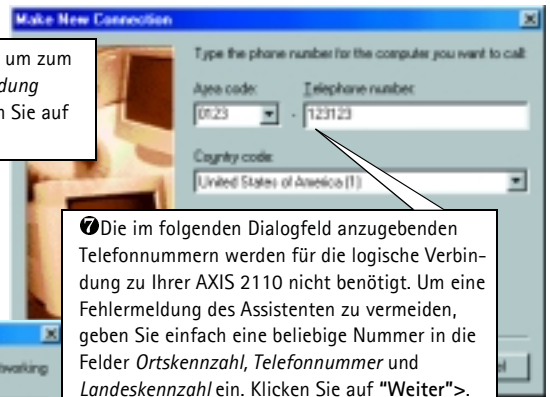 Make New Connection
Type the phone number for the computer you want to call:
Area code: Telephone number:
0123 - 123123
Country code:
United States of America (1)
um zum
dung
n Sie auf
❼Die im folgenden Dialogfeld anzugebenden
Telefonnummern werden für die logische Verbin-
dung zu Ihrer AXIS 2110 nicht benötigt. Um eine
Fehlermeldung des Assistenten zu vermeiden,
geben Sie einfach eine beliebige Nummer in die
Felder Ortskennzahl, Telefonnummer und
Landeskennzahl ein. Klicken Sie auf "Weiter">.